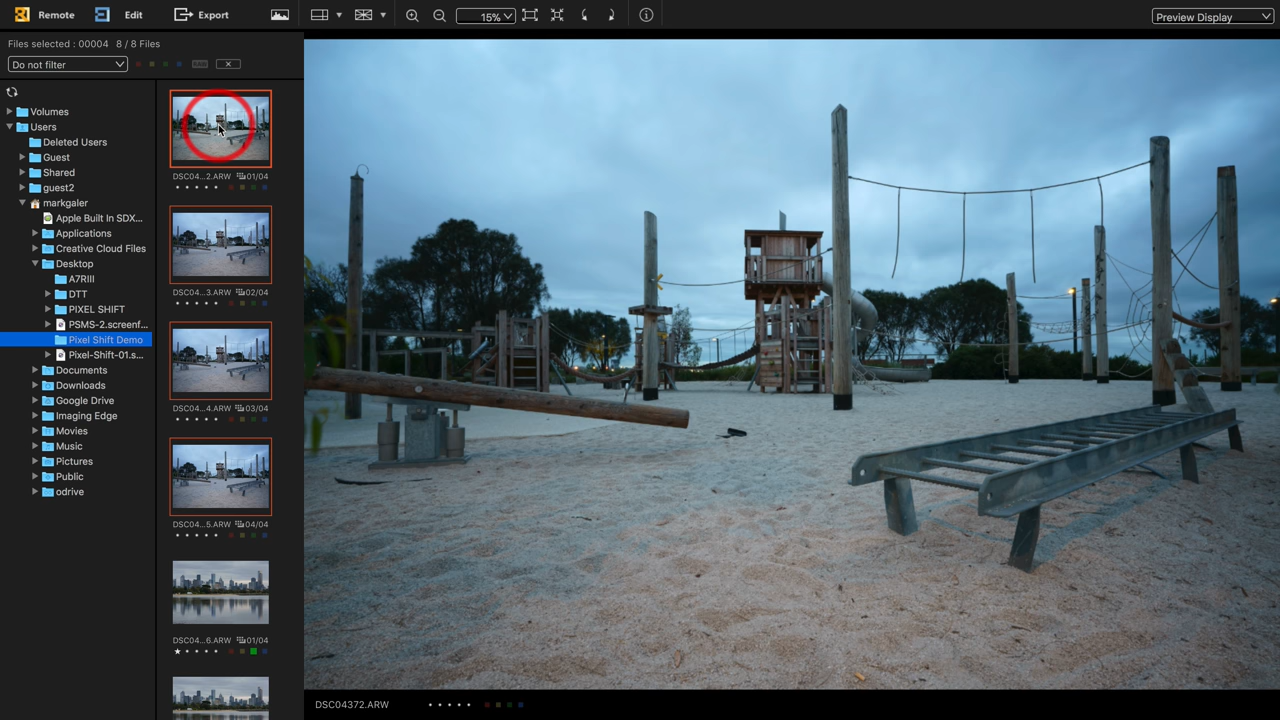 Remote Edit Export 15% Preview Display
Files selected : 00004 8 / 8 Files
Do not filter
RAW
Volumes
Users
Deleted Users
Guest
Shared
guest2
markgaler
Apple Built In SDX...
Applications
Creative Cloud Files
Desktop
A7RIII
DTT
PIXEL SHIFT
PSMS-2.screenf...
Pixel Shift Demo
Pixel-Shift-01.s...
Documents
Downloads
Google Drive
Imaging Edge
Movies
Music
Pictures
Public
odrive
DSC04...2.ARW 01/04
DSC04...3.ARW 02/04
DSC04...4.ARW 03/04
DSC04...5.ARW 04/04
DSC04...6.ARW 01/04
DSC04372.ARW